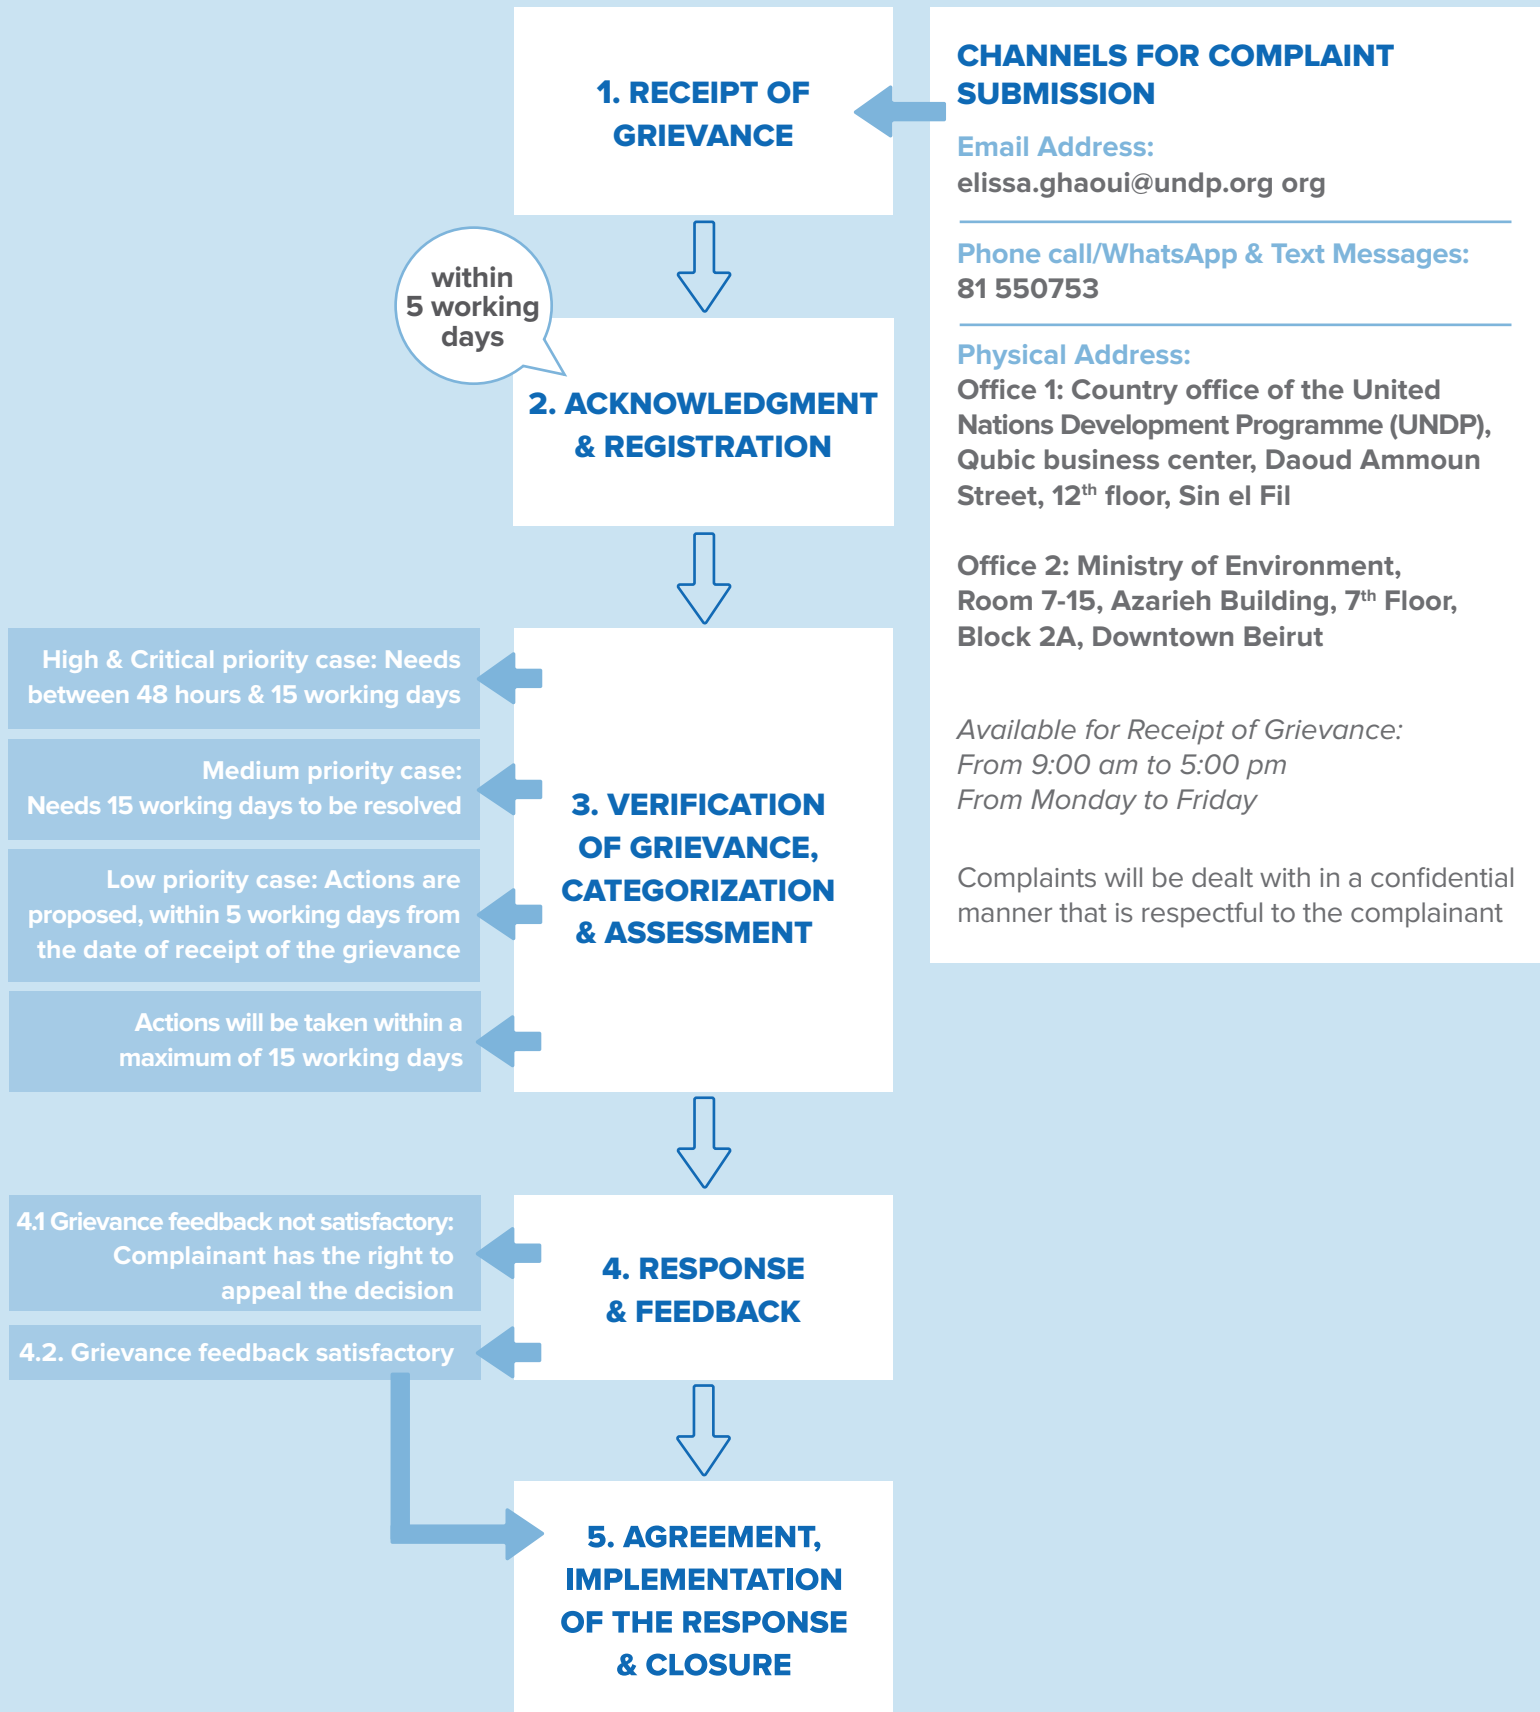 1. RECEIPT OF
GRIEVANCE
CHANNELS FOR COMPLAINT
SUBMISSION
Email Address:
elissa.ghaoui@undp.org org
Phone call/WhatsApp & Text Messages:
81 550753
Physical Address:
Office 1: Country office of the United
Nations Development Programme (UNDP),
Qubic business center, Daoud Ammoun
Street, 12th floor, Sin el Fil
Office 2: Ministry of Environment,
Room 7-15, Azarieh Building, 7th Floor,
Block 2A, Downtown Beirut
Available for Receipt of Grievance:
From 9:00 am to 5:00 pm
From Monday to Friday
Complaints will be dealt with in a confidential
manner that is respectful to the complainant
within
5 working
days
2. ACKNOWLEDGMENT
& REGISTRATION
3. VERIFICATION
OF GRIEVANCE,
CATEGORIZATION
& ASSESSMENT
High & Critical priority case: Needs
between 48 hours & 15 working days
Medium priority case:
Needs 15 working days to be resolved
Low priority case: Actions are
proposed, within 5 working days from
the date of receipt of the grievance
Actions will be taken within a
maximum of 15 working days
4. RESPONSE
& FEEDBACK
4.1 Grievance feedback not satisfactory:
Complainant has the right to
appeal the decision
4.2. Grievance feedback satisfactory
5. AGREEMENT,
IMPLEMENTATION
OF THE RESPONSE
& CLOSURE